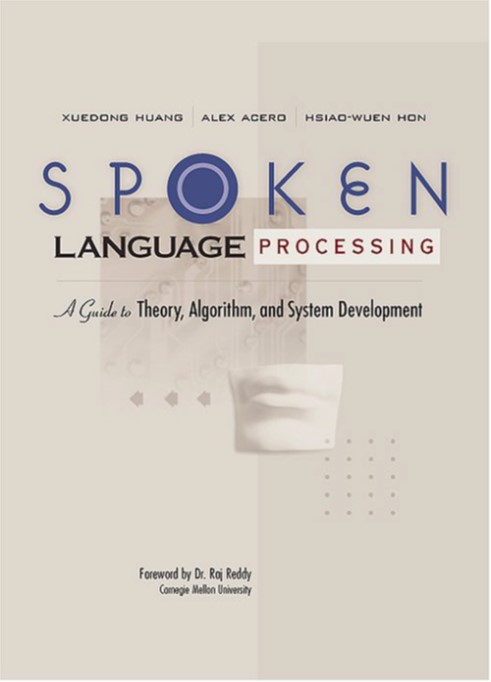 XUEDONG HUANG ALEX ACERO HSIAO-WUEN HON
SPOKEN
LANGUAGE PROCESSING
A Guide to Theory, Algorithm, and System Development
Foreword by Dr. Raj Reddy
Carnegie Mellon University